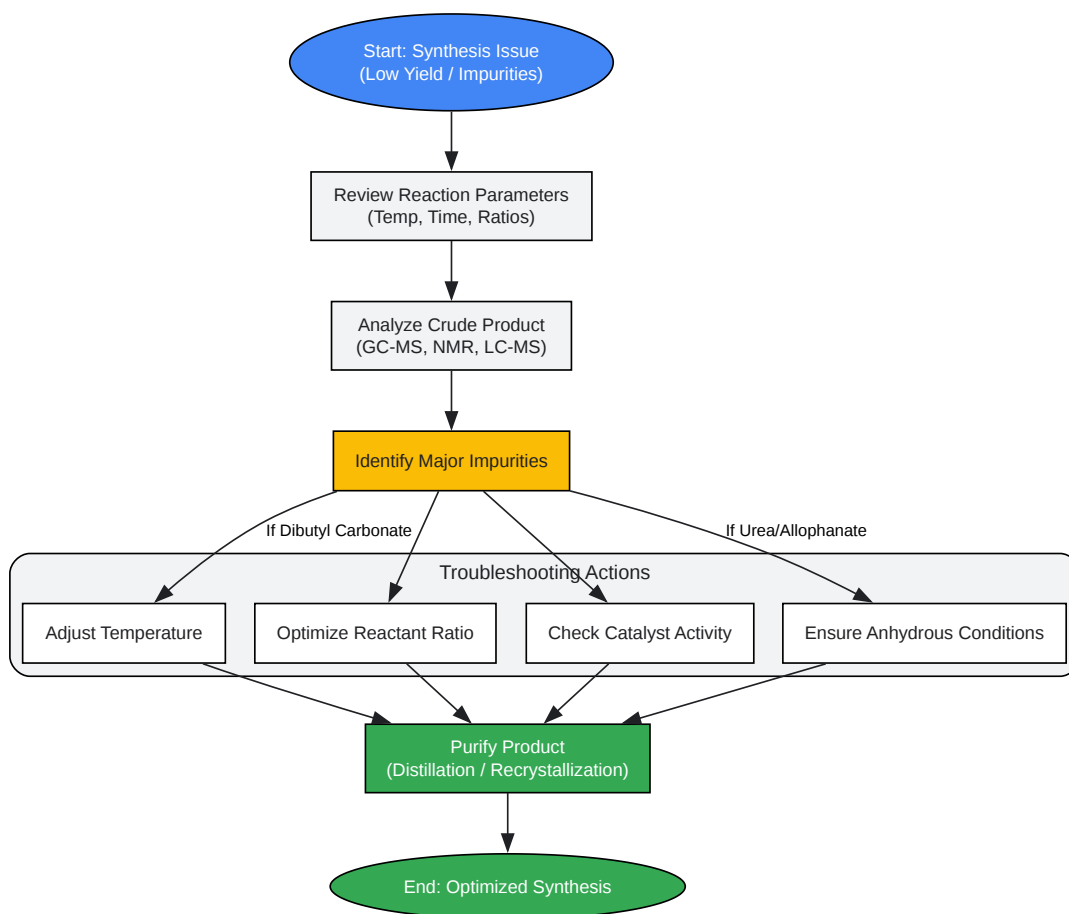 Start: Synthesis Issue
(Low Yield / Impurities)
Review Reaction Parameters
(Temp, Time, Ratios)
Analyze Crude Product
(GC-MS, NMR, LC-MS)
Identify Major Impurities
If Dibutyl Carbonate
If Urea/Allophanate
Troubleshooting Actions
Adjust Temperature
Optimize Reactant Ratio
Check Catalyst Activity
Ensure Anhydrous Conditions
Purify Product
(Distillation / Recrystallization)
End: Optimized Synthesis